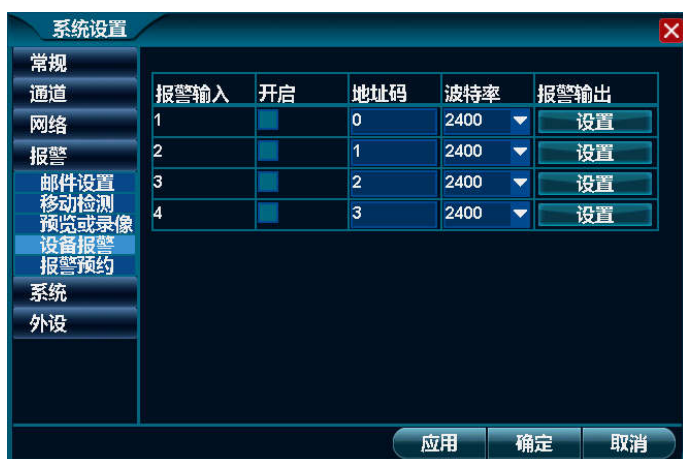 系统设置
常规
通道
网络
报警
邮件设置
移动检测
预览或录像
设备报警
报警预约
系统
外设
报警输入 开启 地址码 波特率 报警输出
1 0 2400 设置
2 1 2400 设置
3 2 2400 设置
4 3 2400 设置
应用 确定 取消